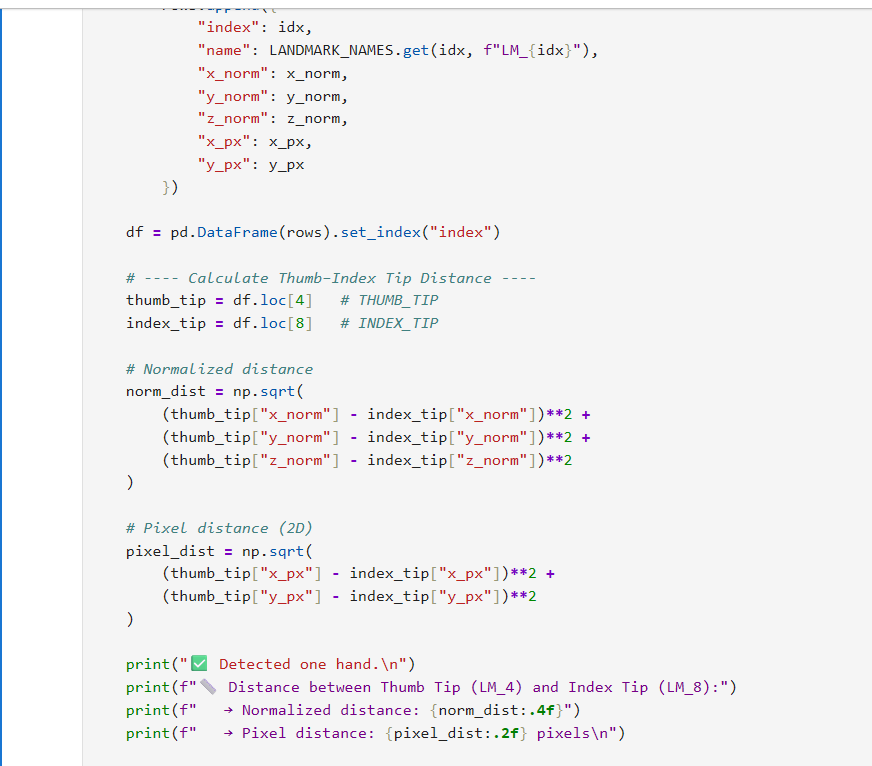 rows.append({
"index": idx,
"name": LANDMARK_NAMES.get(idx, f"LM_{idx}"),
"x_norm": x_norm,
"y_norm": y_norm,
"z_norm": z_norm,
"x_px": x_px,
"y_px": y_px
})
df = pd.DataFrame(rows).set_index("index")
# ---- Calculate Thumb–Index Tip Distance ----
thumb_tip = df.loc[4]   # THUMB_TIP
index_tip = df.loc[8]   # INDEX_TIP
# Normalized distance
norm_dist = np.sqrt(
(thumb_tip["x_norm"] - index_tip["x_norm"])**2 +
(thumb_tip["y_norm"] - index_tip["y_norm"])**2 +
(thumb_tip["z_norm"] - index_tip["z_norm"])**2
)
# Pixel distance (2D)
pixel_dist = np.sqrt(
(thumb_tip["x_px"] - index_tip["x_px"])**2 +
(thumb_tip["y_px"] - index_tip["y_px"])**2
)
print("✅ Detected one hand.\n")
print(f"📏 Distance between Thumb Tip (LM_4) and Index Tip (LM_8):")
print(f"   → Normalized distance: {norm_dist:.4f}")
print(f"   → Pixel distance: {pixel_dist:.2f} pixels\n")